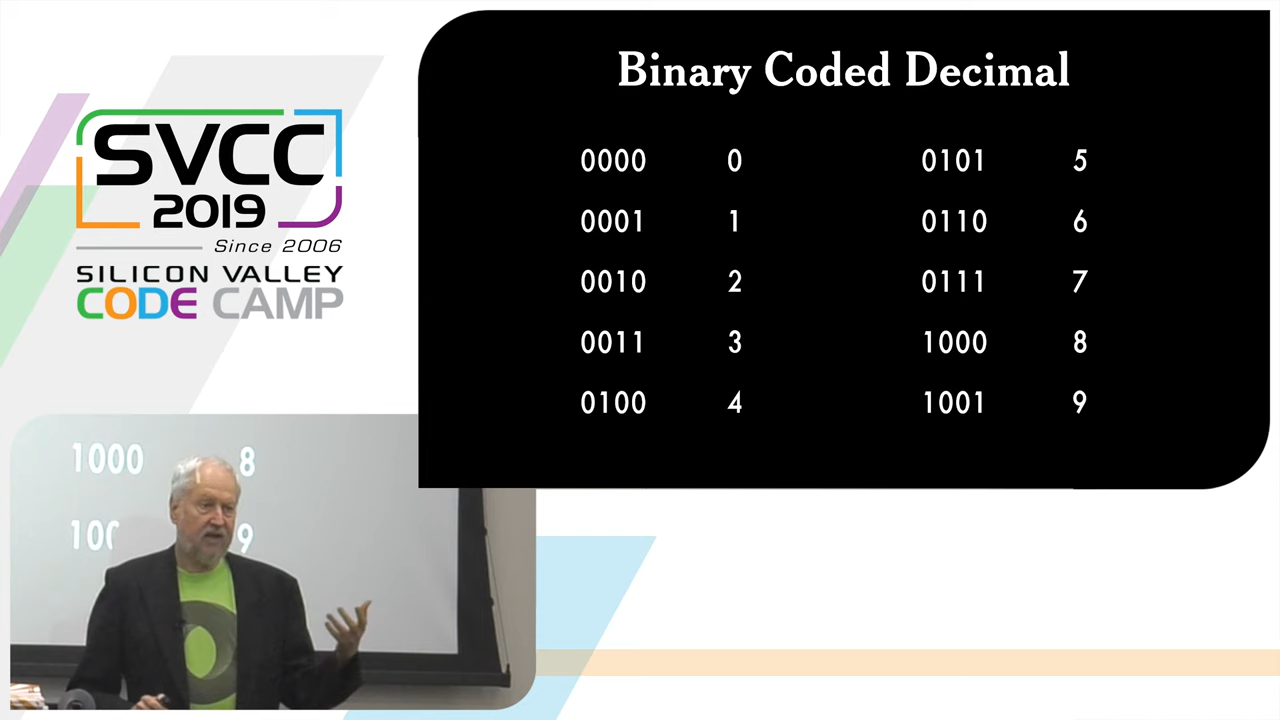 SVCC
2019
Since 2006
SILICON VALLEY
CODE CAMP
Binary Coded Decimal
0000 0 0101 5
0001 1 0110 6
0010 2 0111 7
0011 3 1000 8
0100 4 1001 9
1000 8
100 9